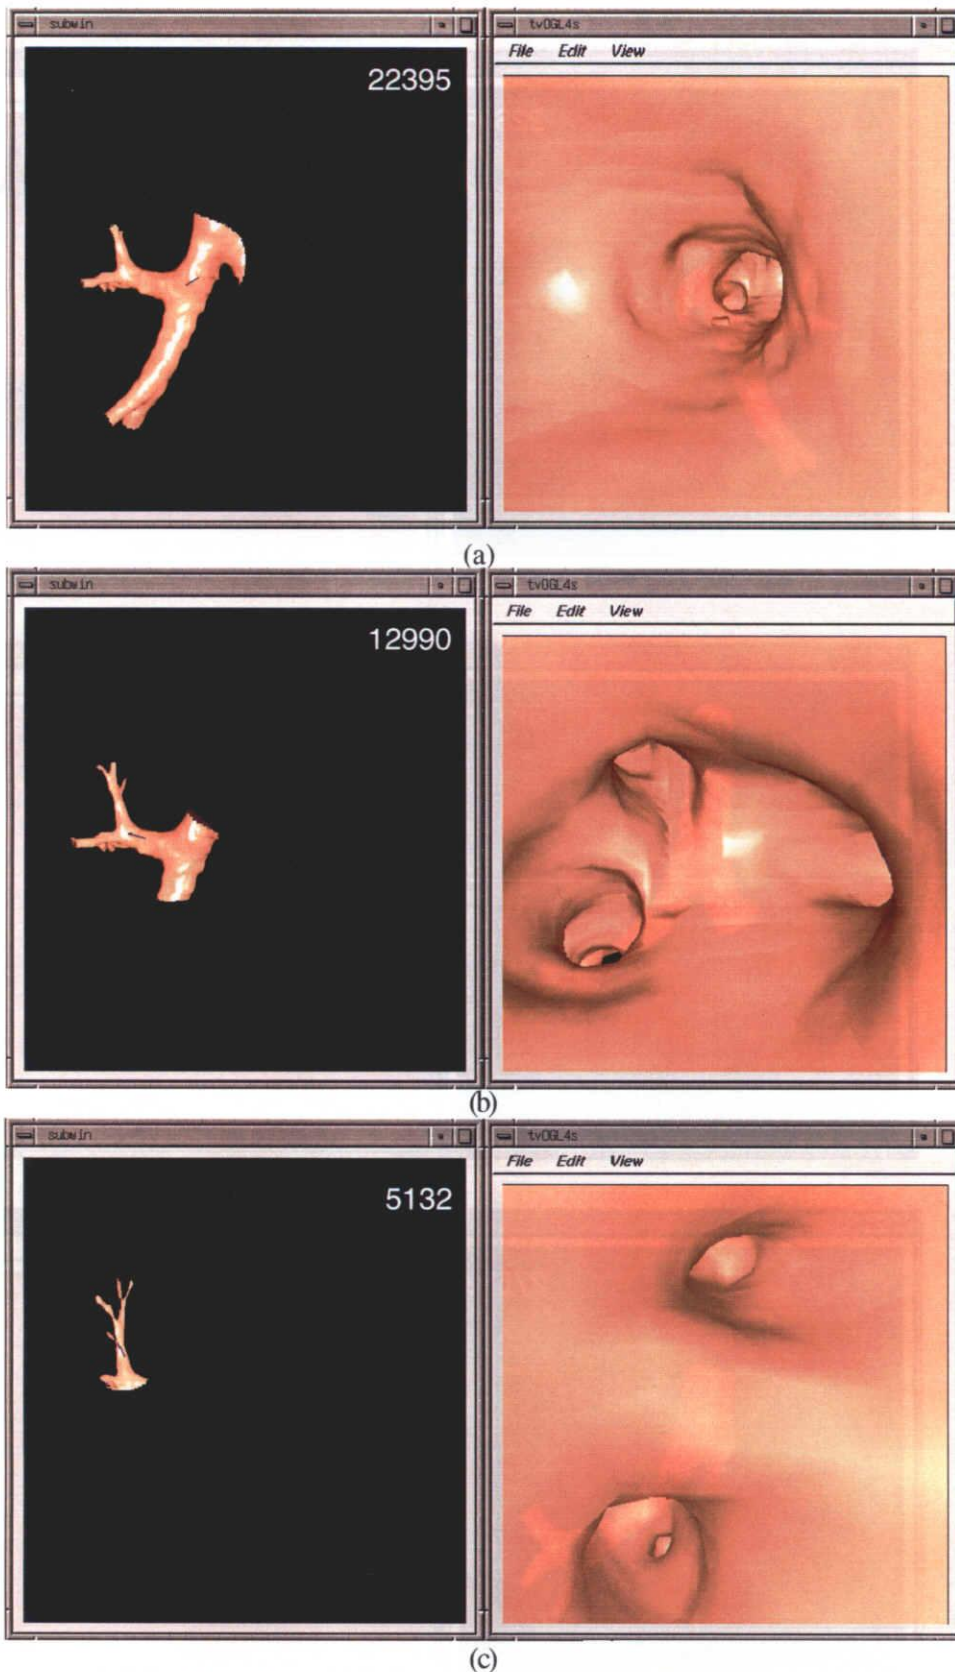 subwin
tvOGL4s
File Edit View
22395
(a)
subwin
tvOGL4s
File Edit View
12990
(b)
subwin
tvOGL4s
File Edit View
5132
(c)